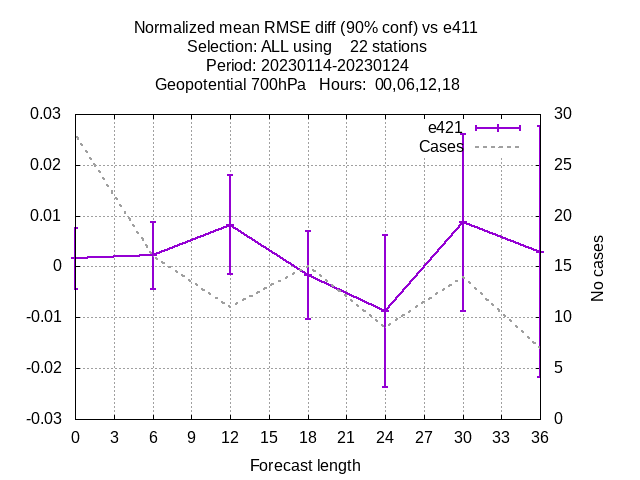 Normalized mean RMSE diff (90% conf) vs e411
Selection: ALL using    22 stations
Period: 20230114-20230124
Geopotential 700hPa   Hours:  00,06,12,18
0.03
0.02
0.01
0
-0.01
-0.02
-0.03
e421
Cases
30
25
20
15
10
5
0
No cases
0 3 6 9 12 15 18 21 24 27 30 33 36
Forecast length